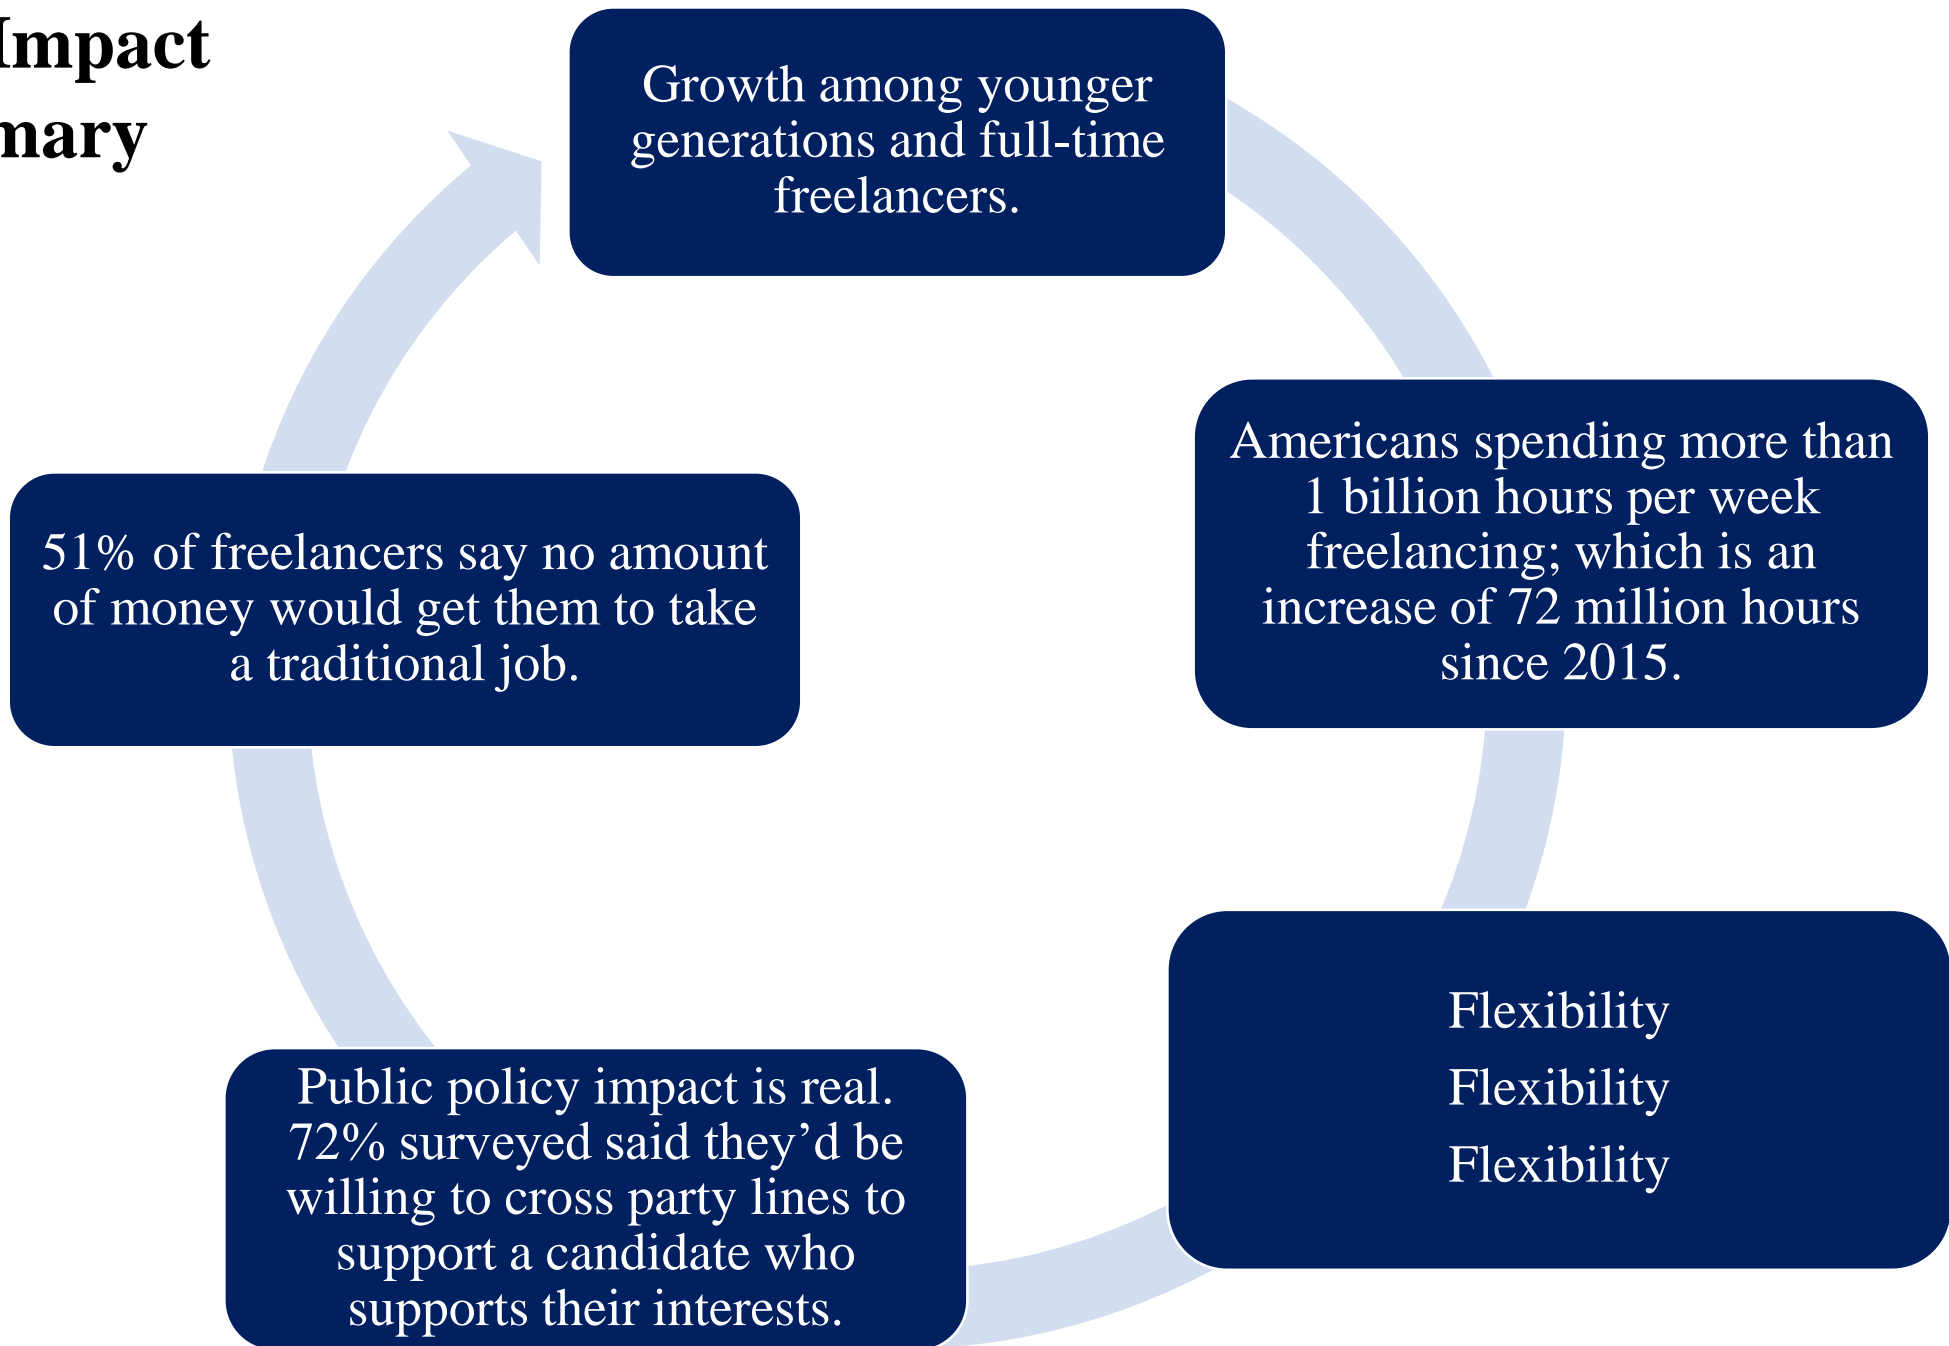 Impact
mary
Growth among younger
generations and full-time
freelancers.
Americans spending more than
1 billion hours per week
freelancing; which is an
increase of 72 million hours
since 2015.
Flexibility
Flexibility
Flexibility
Public policy impact is real.
72% surveyed said they’d be
willing to cross party lines to
support a candidate who
supports their interests.
51% of freelancers say no amount
of money would get them to take
a traditional job.